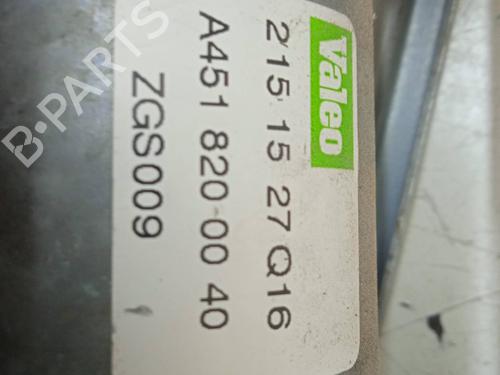 Valeo
215 15 27 Q16
A451 820 00 40
ZGS009
B-PARTS